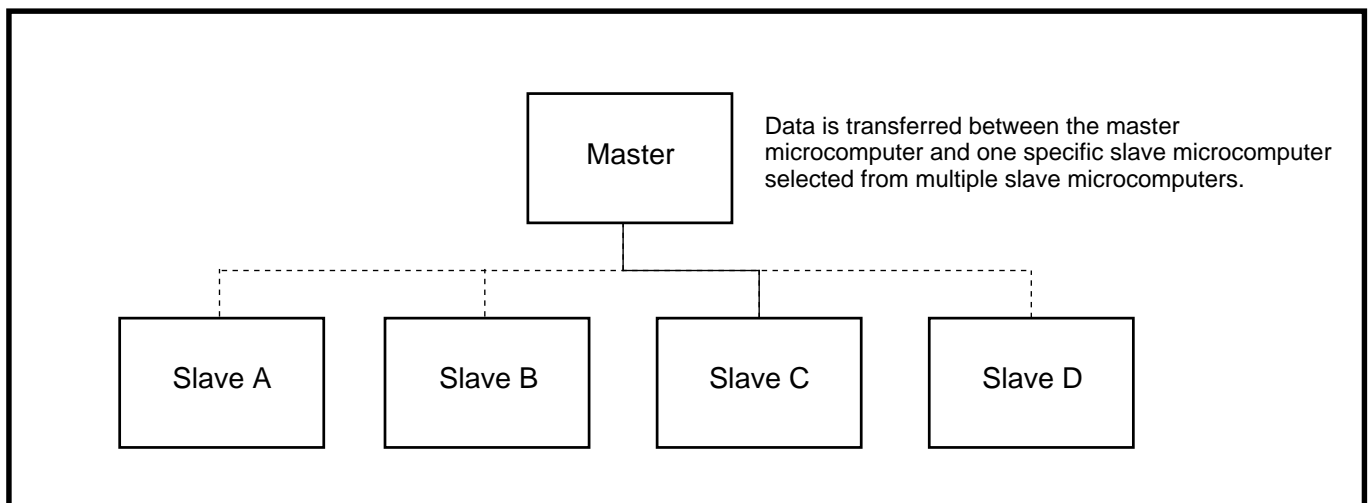 Master
Data is transferred between the master
microcomputer and one specific slave microcomputer
selected from multiple slave microcomputers.
Slave A
Slave B
Slave C
Slave D